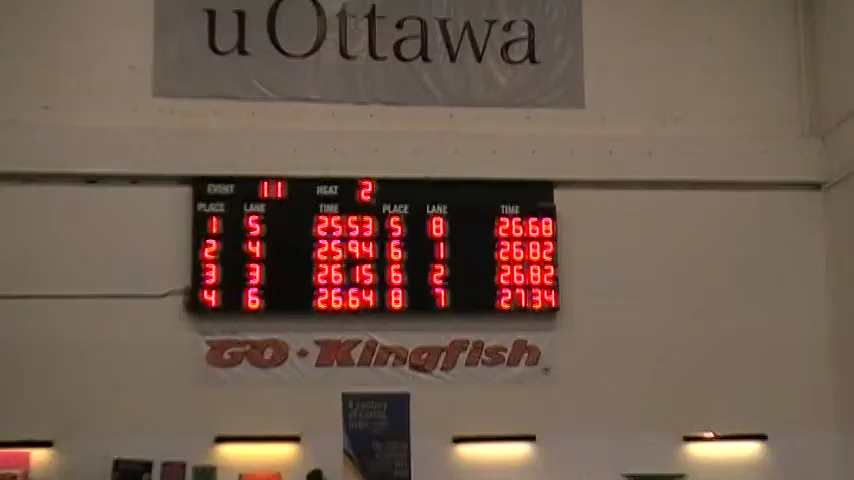 uOttawa
EVENT 11 HEAT 2
PLACE LANE TIME PLACE LANE TIME
1 5 25.53 5 8 26.68
2 4 25.94 6 1 26.82
3 3 26.15 6 2 26.82
4 6 26.64 8 7 27.34
GO · Kingfish